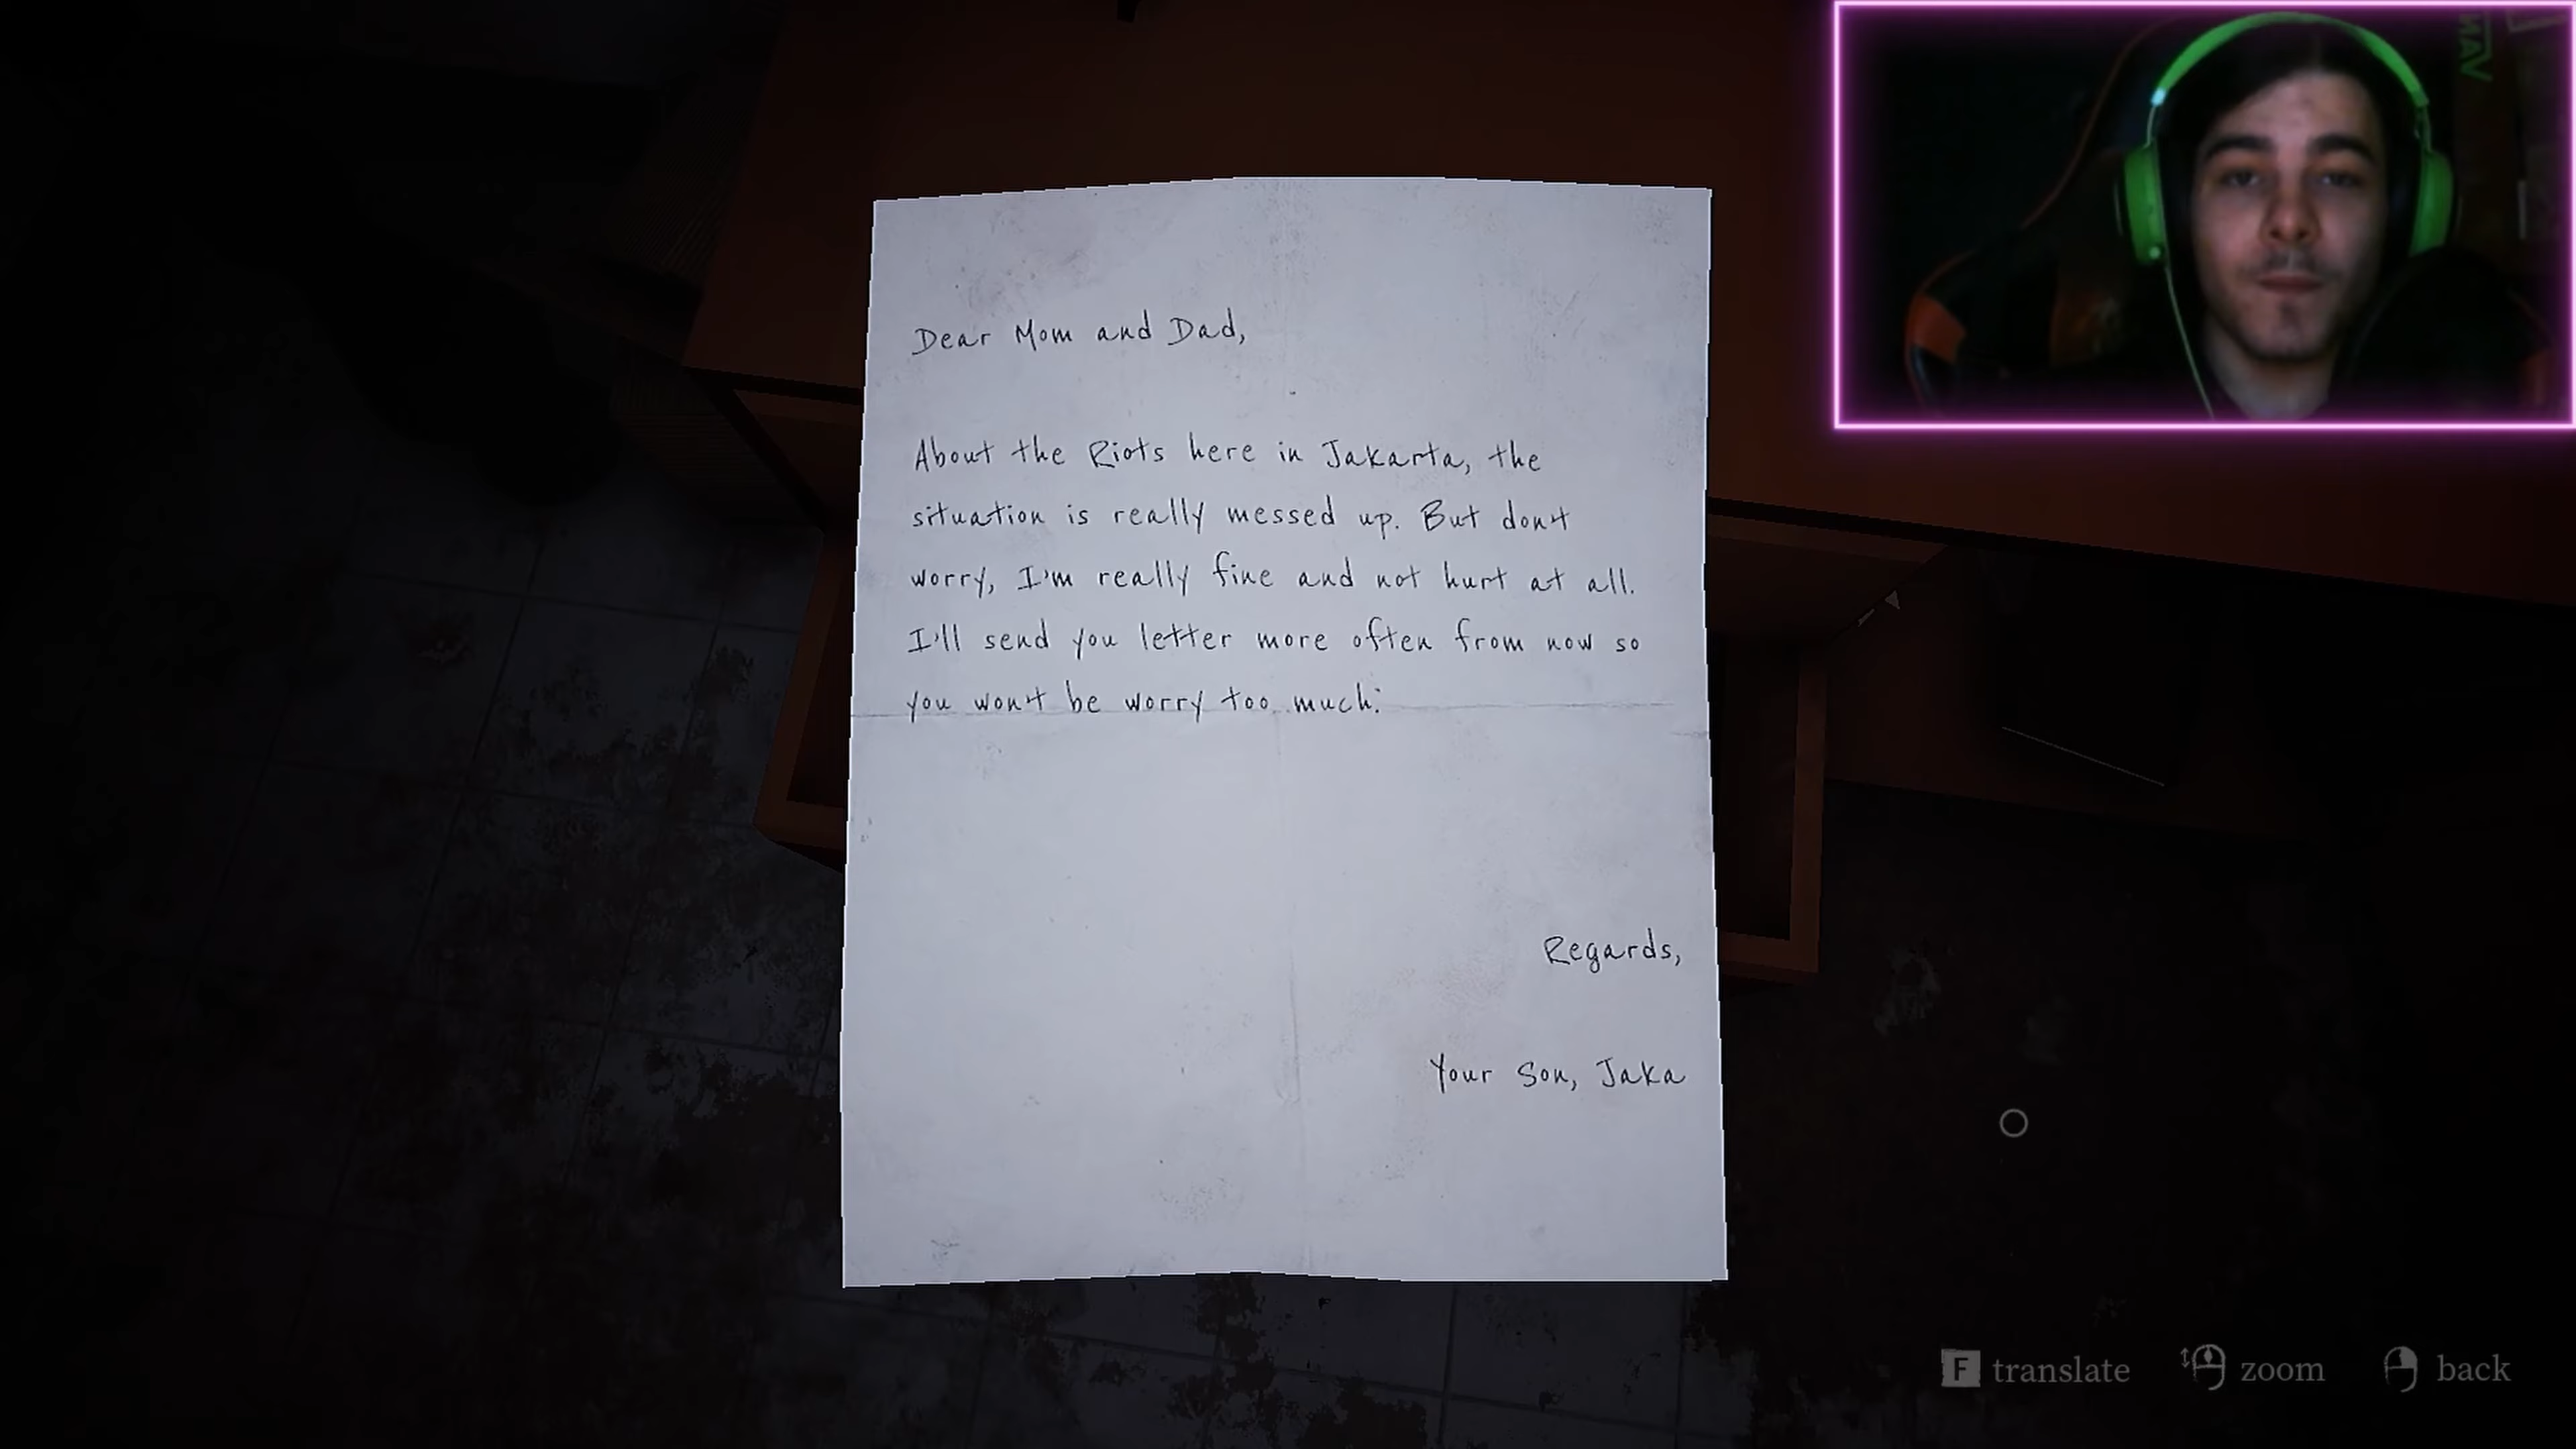 Dear Mom and Dad,
About the Riots here in Jakarta, the
situation is really messed up. But don't
worry, I'm really fine and not hurt at all.
I'll send you letter more often from now so
you won't be worry too much.
Regards,
Your Son, Jaka
F translate zoom back